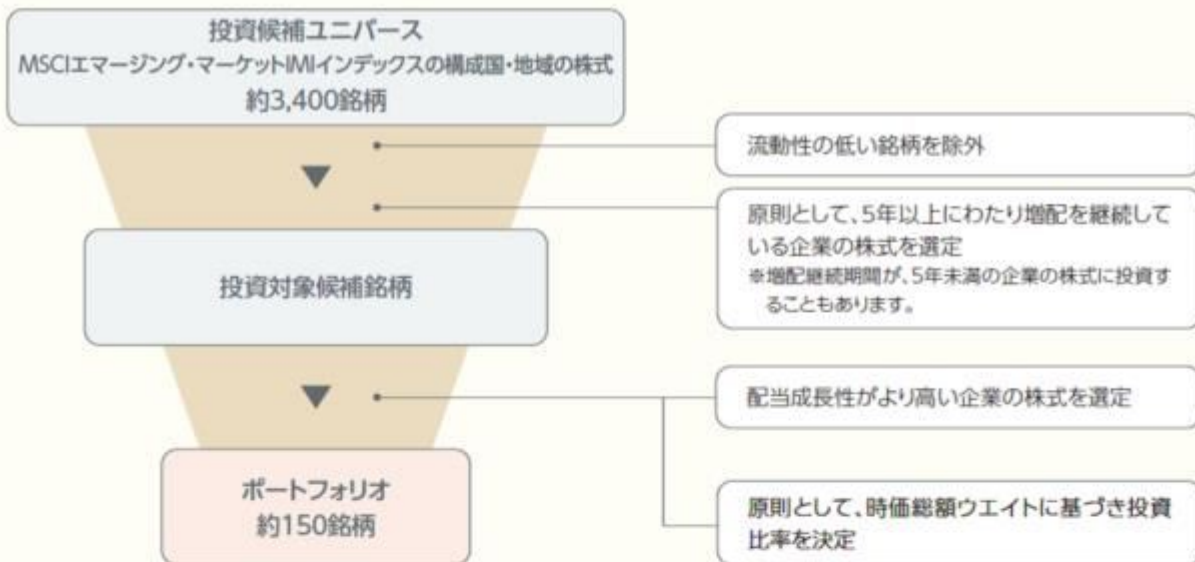 投資候補ユニバース
MSCIエマージング・マーケットIMIインデックスの構成国・地域の株式
約3,400銘柄
流動性の低い銘柄を除外
原則として、5年以上にわたり増配を継続して
いる企業の株式を選定
※増配継続期間が、5年未満の企業の株式に投資す
ることもあります。
投資対象候補銘柄
配当成長性がより高い企業の株式を選定
ポートフォリオ
約150銘柄
原則として、時価総額ウエイトに基づき投資
比率を決定